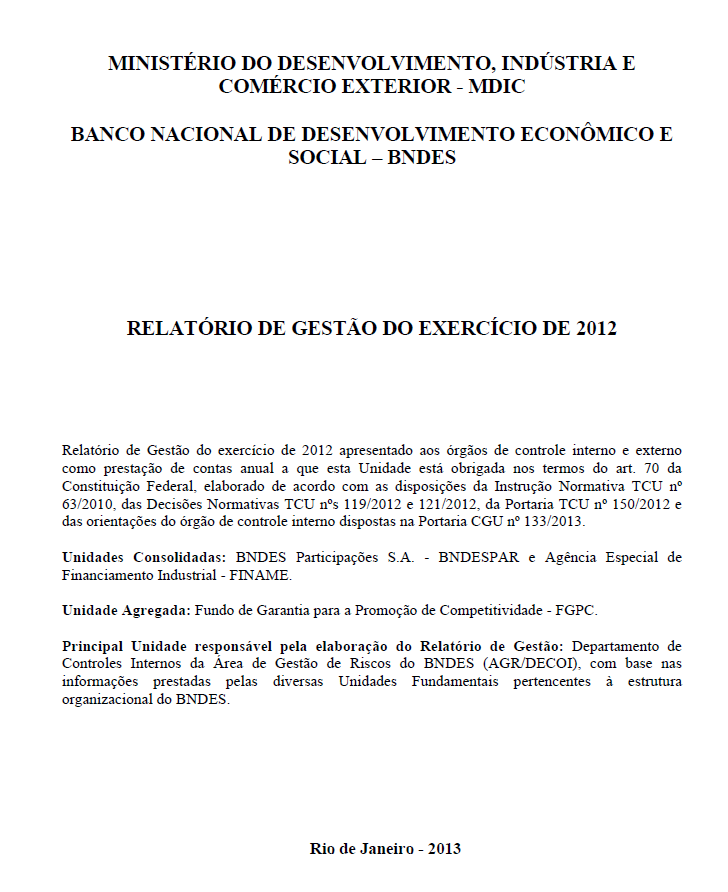 MINISTÉRIO DO DESENVOLVIMENTO, INDÚSTRIA E
COMÉRCIO EXTERIOR - MDIC
BANCO NACIONAL DE DESENVOLVIMENTO ECONÔMICO E
SOCIAL – BNDES
RELATÓRIO DE GESTÃO DO EXERCÍCIO DE 2012
Relatório de Gestão do exercício de 2012 apresentado aos órgãos de controle interno e externo
como prestação de contas anual a que esta Unidade está obrigada nos termos do art. 70 da
Constituição Federal, elaborado de acordo com as disposições da Instrução Normativa TCU nº
63/2010, das Decisões Normativas TCU nºs 119/2012 e 121/2012, da Portaria TCU nº 150/2012 e
das orientações do órgão de controle interno dispostas na Portaria CGU nº 133/2013.
Unidades Consolidadas: BNDES Participações S.A. - BNDESPAR e Agência Especial de
Financiamento Industrial - FINAME.
Unidade Agregada: Fundo de Garantia para a Promoção de Competitividade - FGPC.
Principal Unidade responsável pela elaboração do Relatório de Gestão: Departamento de
Controles Internos da Área de Gestão de Riscos do BNDES (AGR/DECOI), com base nas
informações prestadas pelas diversas Unidades Fundamentais pertencentes à estrutura
organizacional do BNDES.
Rio de Janeiro - 2013